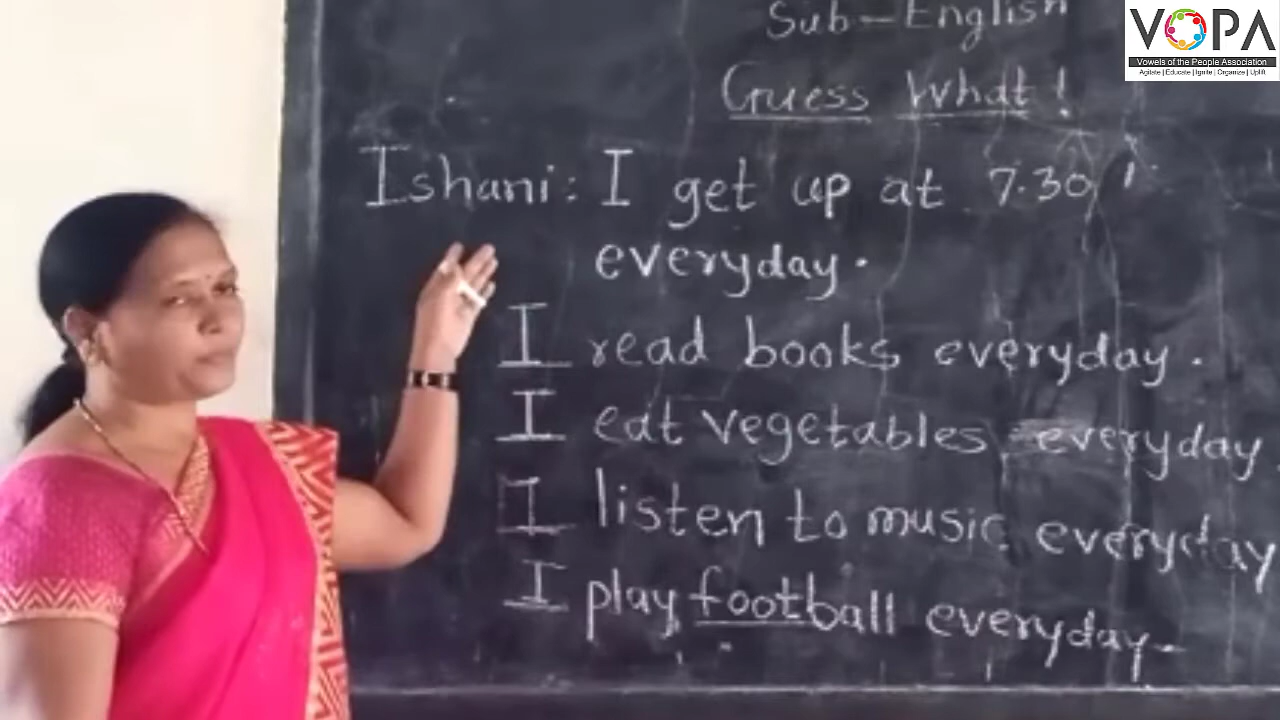 Sub-English
Guess What!
Ishani: I get up at 7.30
everyday.
I read books everyday.
I eat vegetables everyday.
I listen to music everyday
I play football everyday.
VOPA
Vowels of the People Association
Agitate | Educate | Ignite | Organize | Uplift